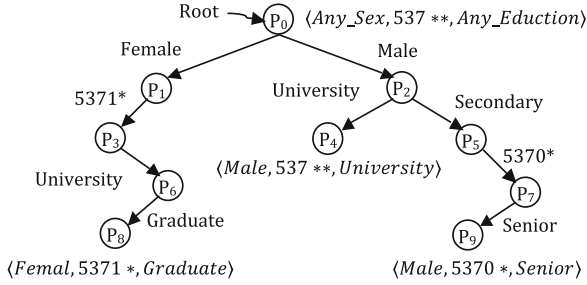 Root
P0
⟨Any_Sex, 537 **, Any_Eduction⟩
Female
Male
P1
P2
5371*
University
Secondary
P3
P4
P5
⟨Male, 537 **, University⟩
5370*
University
P6
P7
Graduate
Senior
P8
P9
⟨Femal, 5371 *, Graduate⟩
⟨Male, 5370 *, Senior⟩